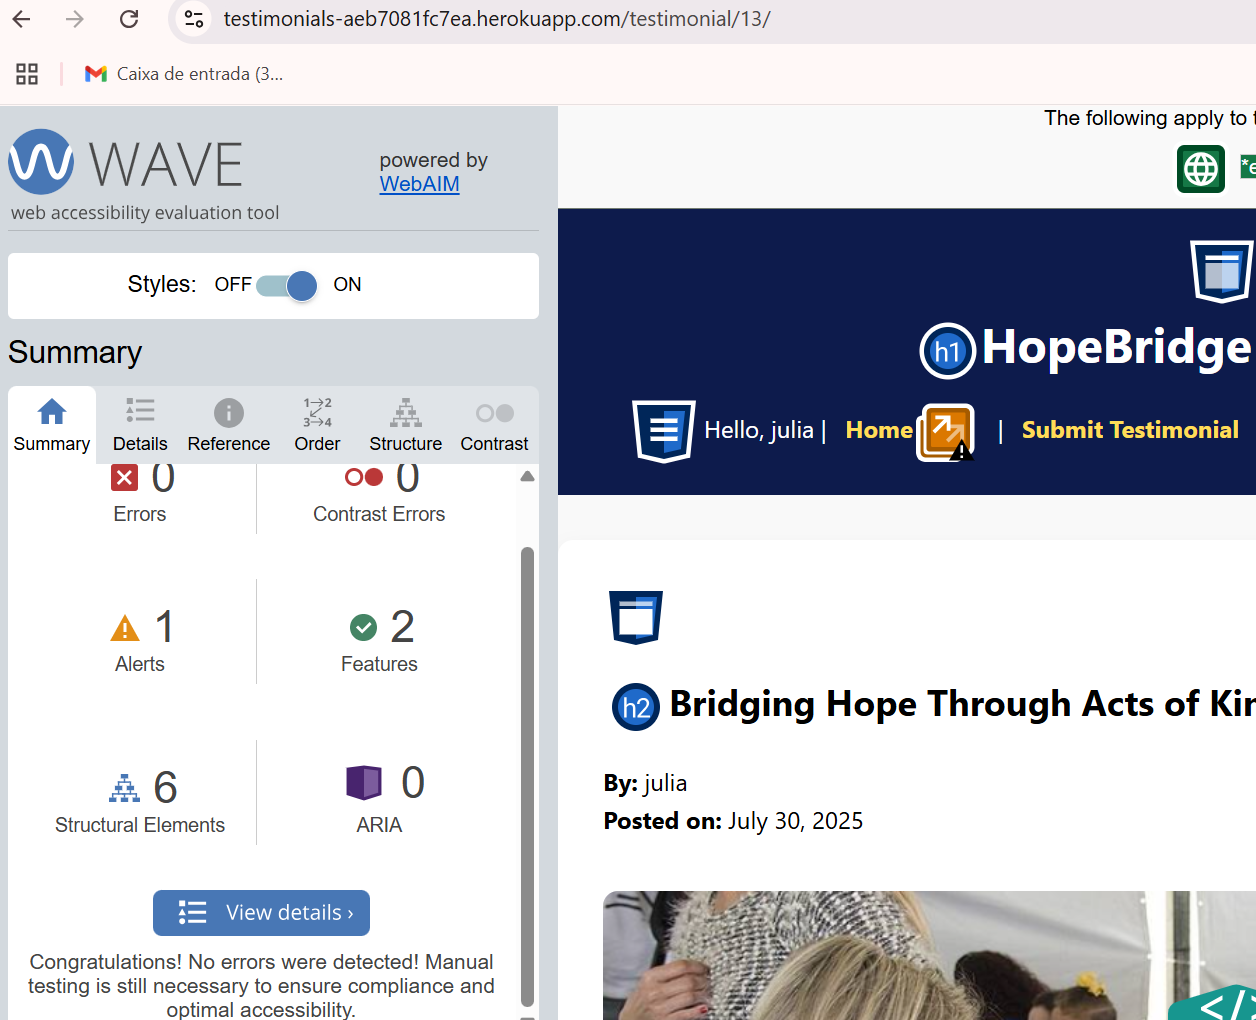 testimonials-aeb7081fc7ea.herokuapp.com/testimonial/13/
Caixa de entrada (3...
WAVE
powered by
WebAIM
web accessibility evaluation tool
Styles: OFF ON
Summary
Summary Details Reference Order Structure Contrast
0 0
Errors Contrast Errors
1 2
Alerts Features
6 0
Structural Elements ARIA
View details ›
Congratulations! No errors were detected! Manual
testing is still necessary to ensure compliance and
optimal accessibility.
The following apply to
*e
h1 HopeBridge
Hello, julia | Home | Submit Testimonial
h2 Bridging Hope Through Acts of
By: julia
Posted on: July 30, 2025